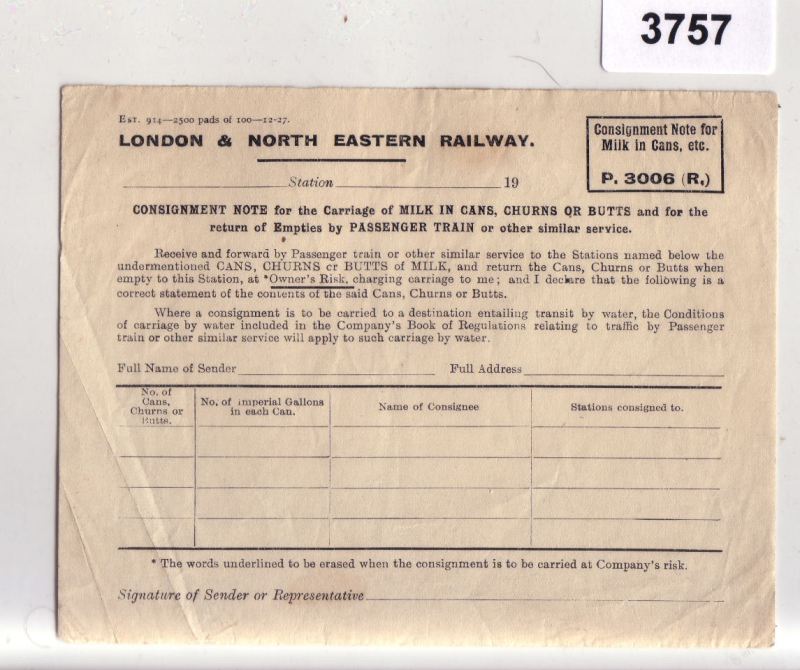 3757
Est. 914—2500 pads of 100—12-27.
LONDON & NORTH EASTERN RAILWAY.
Consignment Note for
Milk in Cans, etc.
P. 3006 (R.)
Station 19
CONSIGNMENT NOTE for the Carriage of MILK IN CANS, CHURNS OR BUTTS and for the
return of Empties by PASSENGER TRAIN or other similar service.
Receive and forward by Passenger train or other similar service to the Stations named below the
undermentioned CANS, CHURNS or BUTTS of MILK, and return the Cans, Churns or Butts when
empty to this Station, at *Owner's Risk, charging carriage to me; and I declare that the following is a
correct statement of the contents of the said Cans, Churns or Butts.
Where a consignment is to be carried to a destination entailing transit by water, the Conditions
of carriage by water included in the Company's Book of Regulations relating to traffic by Passenger
train or other similar service will apply to such carriage by water.
Full Name of Sender Full Address
No. of
Cans,
Churns or
Butts.
No. of Imperial Gallons
in each Can.
Name of Consignee
Stations consigned to.
* The words underlined to be erased when the consignment is to be carried at Company's risk.
Signature of Sender or Representative